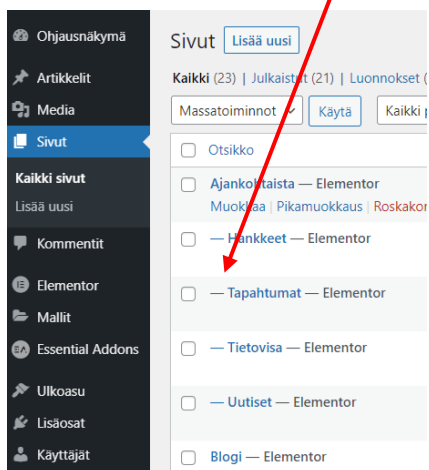 Ohjausnäkymä
Artikkelit
Media
Sivut
Kaikki sivut
Lisää uusi
Kommentit
Elementor
Mallit
Essential Addons
Ulkoasu
Lisäosat
Käyttäjät
Sivut Lisää uusi
Kaikki (23) | Julkaistut (21) | Luonnokset (
Massatoiminnot Käytä Kaikki
Otsikko
Ajankohtaista — Elementor
Muokkaa | Pikamuokkaus | Roskakor
— Hankkeet — Elementor
— Tapahtumat — Elementor
— Tietovisa — Elementor
— Uutiset — Elementor
Blogi — Elementor